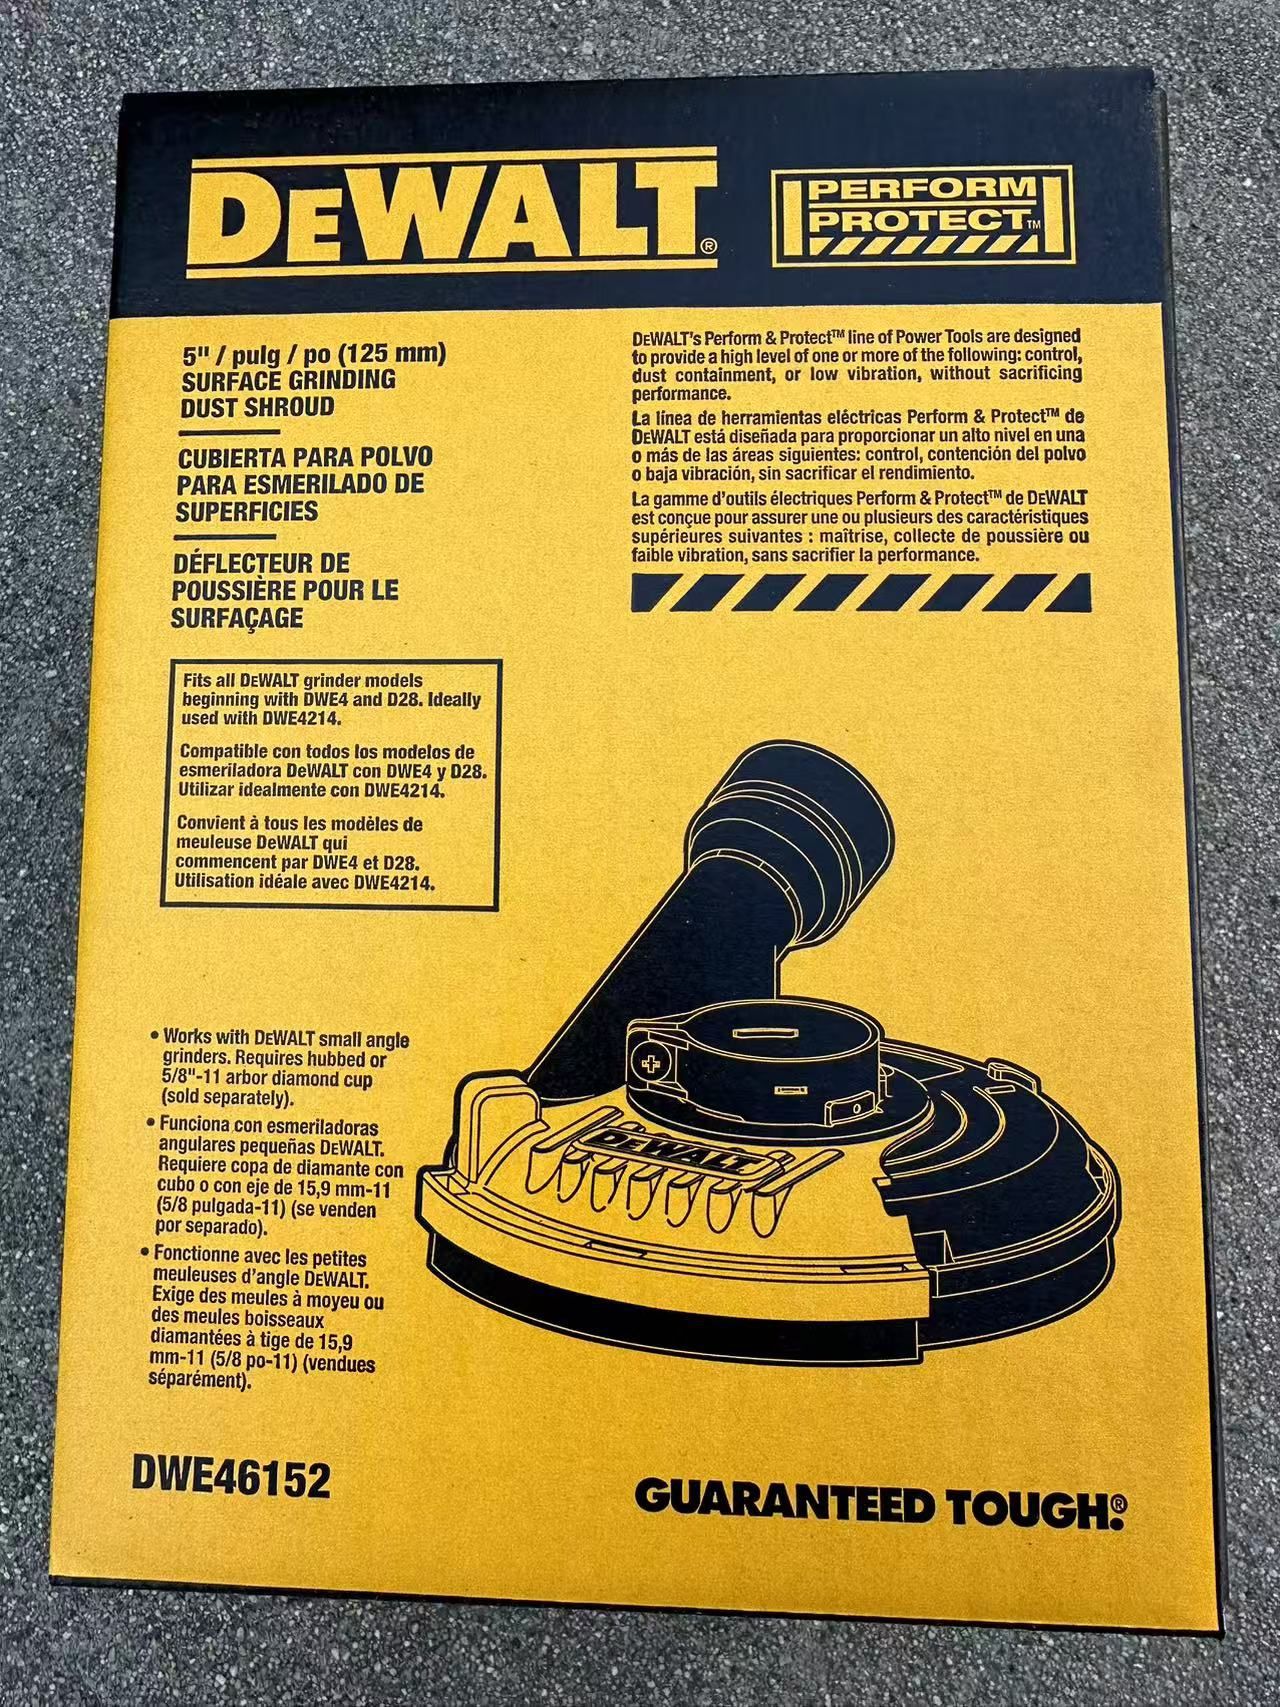 DEWALT®
PERFORM
PROTECT™
5" / pulg / po (125 mm)
SURFACE GRINDING
DUST SHROUD
CUBIERTA PARA POLVO
PARA ESMERILADO DE
SUPERFICIES
DÉFLECTEUR DE
POUSSIÈRE POUR LE
SURFAÇAGE
DEWALT's Perform & Protect™ line of Power Tools are designed
to provide a high level of one or more of the following: control,
dust containment, or low vibration, without sacrificing
performance.
La línea de herramientas eléctricas Perform & Protect™ de
DEWALT está diseñada para proporcionar un alto nivel en una
o más de las áreas siguientes: control, contención del polvo
o baja vibración, sin sacrificar el rendimiento.
La gamme d'outils électriques Perform & Protect™ de DEWALT
est conçue pour assurer une ou plusieurs des caractéristiques
supérieures suivantes : maîtrise, collecte de poussière ou
faible vibration, sans sacrifier la performance.
Fits all DEWALT grinder models
beginning with DWE4 and D28. Ideally
used with DWE4214.
Compatible con todos los modelos de
esmeriladora DeWALT con DWE4 y D28.
Utilizar idealmente con DWE4214.
Convient à tous les modèles de
meuleuse DeWALT qui
commencent par DWE4 et D28.
Utilisation idéale avec DWE4214.
• Works with DEWALT small angle
grinders. Requires hubbed or
5/8"-11 arbor diamond cup
(sold separately).
• Funciona con esmeriladoras
angulares pequeñas DEWALT.
Requiere copa de diamante con
cubo o con eje de 15,9 mm-11
(5/8 pulgada-11) (se venden
por separado).
• Fonctionne avec les petites
meuleuses d'angle DEWALT.
Exige des meules à moyeu ou
des meules boisseaux
diamantées à tige de 15,9
mm-11 (5/8 po-11) (vendues
séparément).
DEWALT
DWE46152
GUARANTEED TOUGH.®